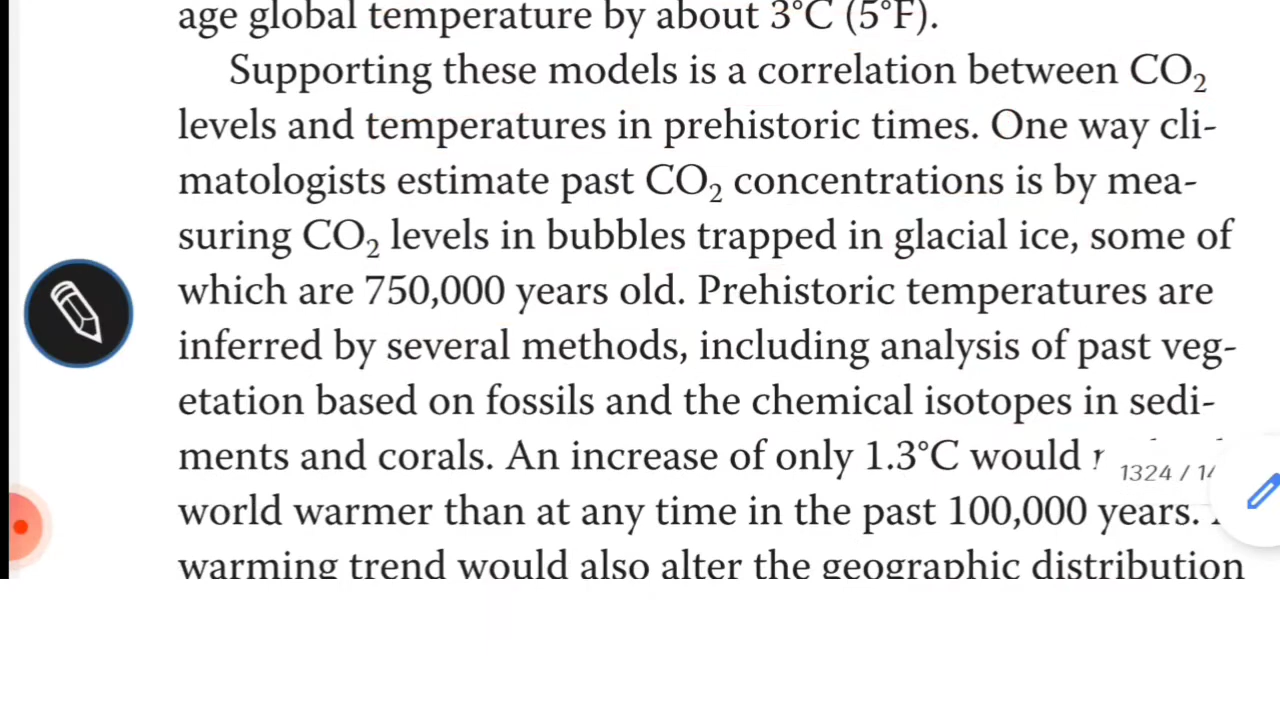 age global temperature by about 3°C (5°F).
Supporting these models is a correlation between CO₂
levels and temperatures in prehistoric times. One way cli-
matologists estimate past CO₂ concentrations is by mea-
suring CO₂ levels in bubbles trapped in glacial ice, some of
which are 750,000 years old. Prehistoric temperatures are
inferred by several methods, including analysis of past veg-
etation based on fossils and the chemical isotopes in sedi-
ments and corals. An increase of only 1.3°C would
1324 /
world warmer than at any time in the past 100,000 years.
warming trend would also alter the geographic distribution